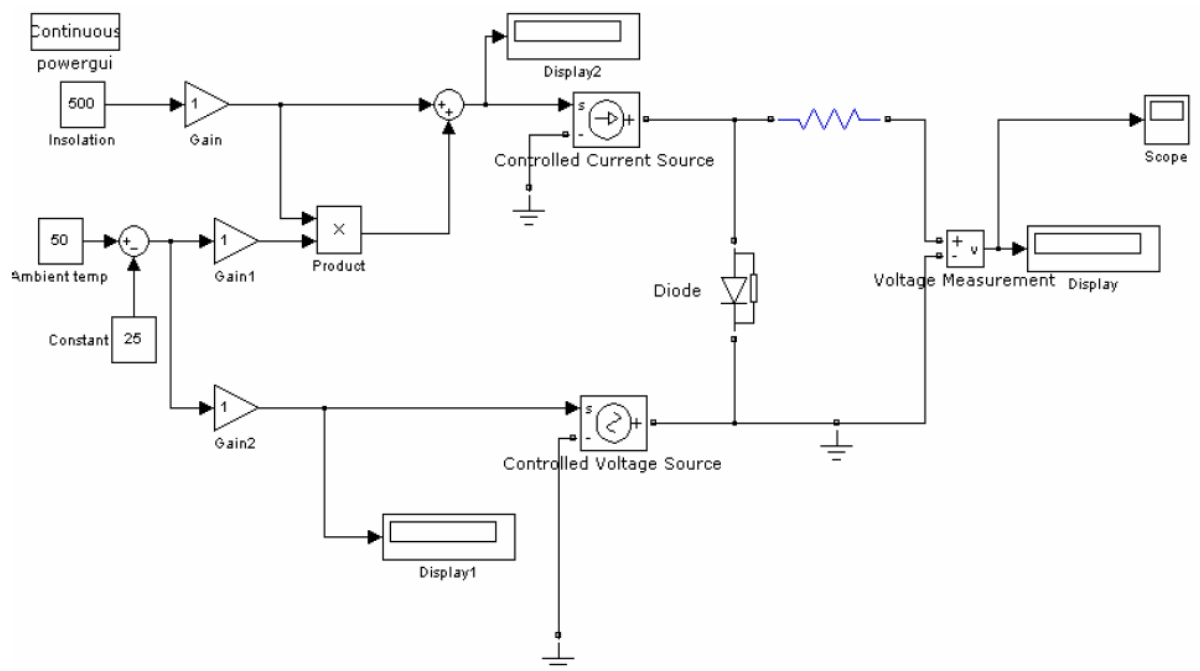 Continuous
powergui
500
Insolation
1
Gain
+
+
Display2
s
-
+
Controlled Current Source
Scope
50
Ambient temp
+
-
1
Gain1
×
Product
Constant
25
Diode
+
-
v
Voltage Measurement
Display
1
Gain2
s
-
+
Controlled Voltage Source
Display1